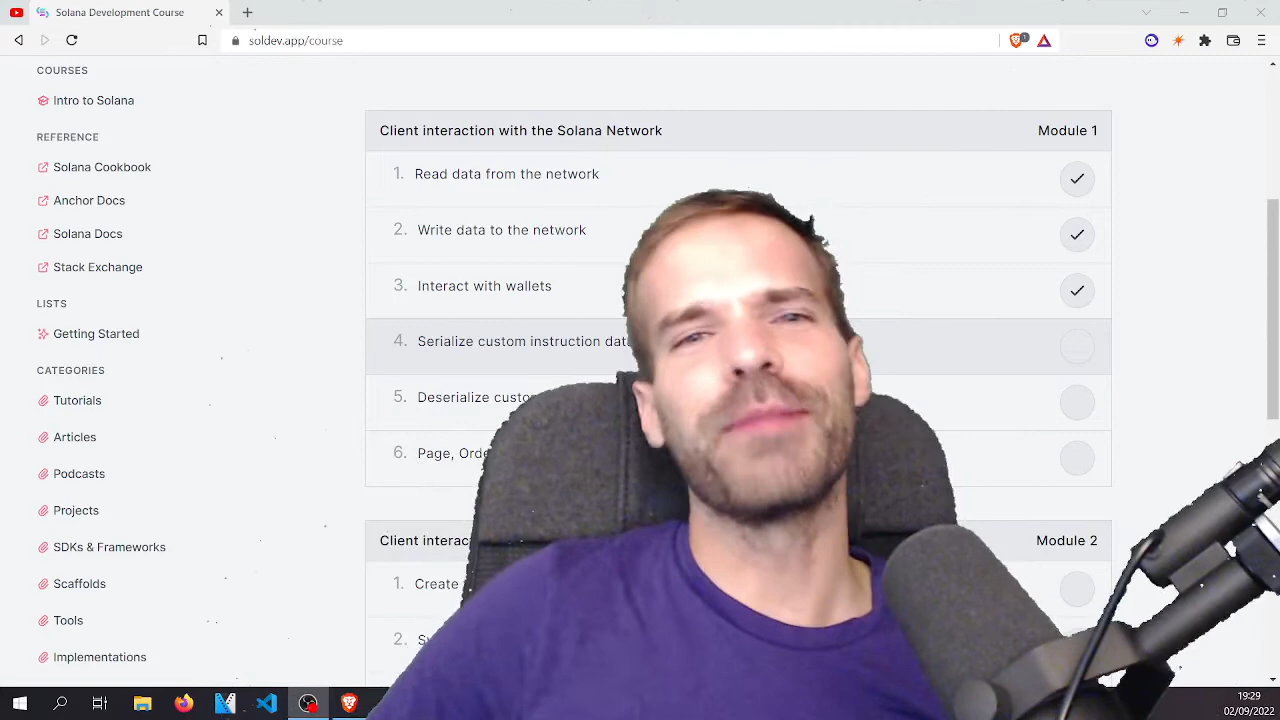 Solana Development Course
soldev.app/course
1
COURSES
Intro to Solana
REFERENCE
Solana Cookbook
Anchor Docs
Solana Docs
Stack Exchange
LISTS
Getting Started
CATEGORIES
Tutorials
Articles
Podcasts
Projects
SDKs & Frameworks
Scaffolds
Tools
Implementations
Client interaction with the Solana Network
Module 1
1. Read data from the network
2. Write data to the network
3. Interact with wallets
4. Serialize custom instruction dat
5. Deserialize custo
6. Page, Orde
Client interac
Module 2
1. Create
2. S
19:29
02/09/2022